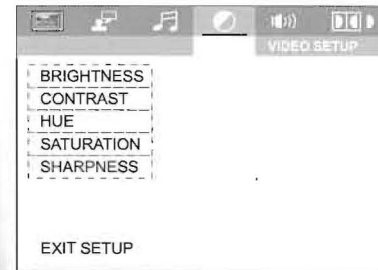 VIDEO SETUP
BRIGHTNESS
CONTRAST
HUE
SATURATION
SHARPNESS
EXIT SETUP